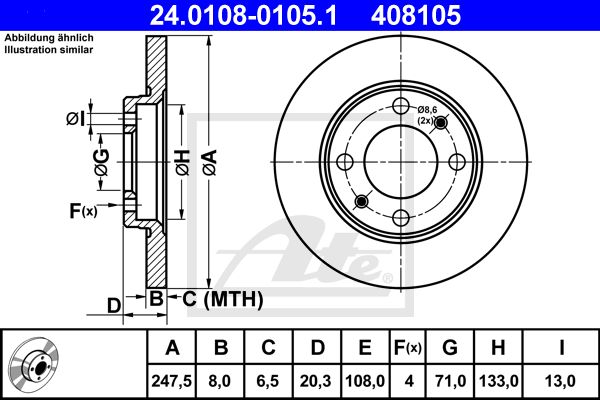 24.0108-0105.1 408105
Abbildung ähnlich
Illustration similar
ØI
ØG
F(x)
ØH
ØA
Ø8,6
(2x)
B
C (MTH)
D
Ate
A B C D E F(x) G H I
247,5 8,0 6,5 20,3 108,0 4 71,0 133,0 13,0